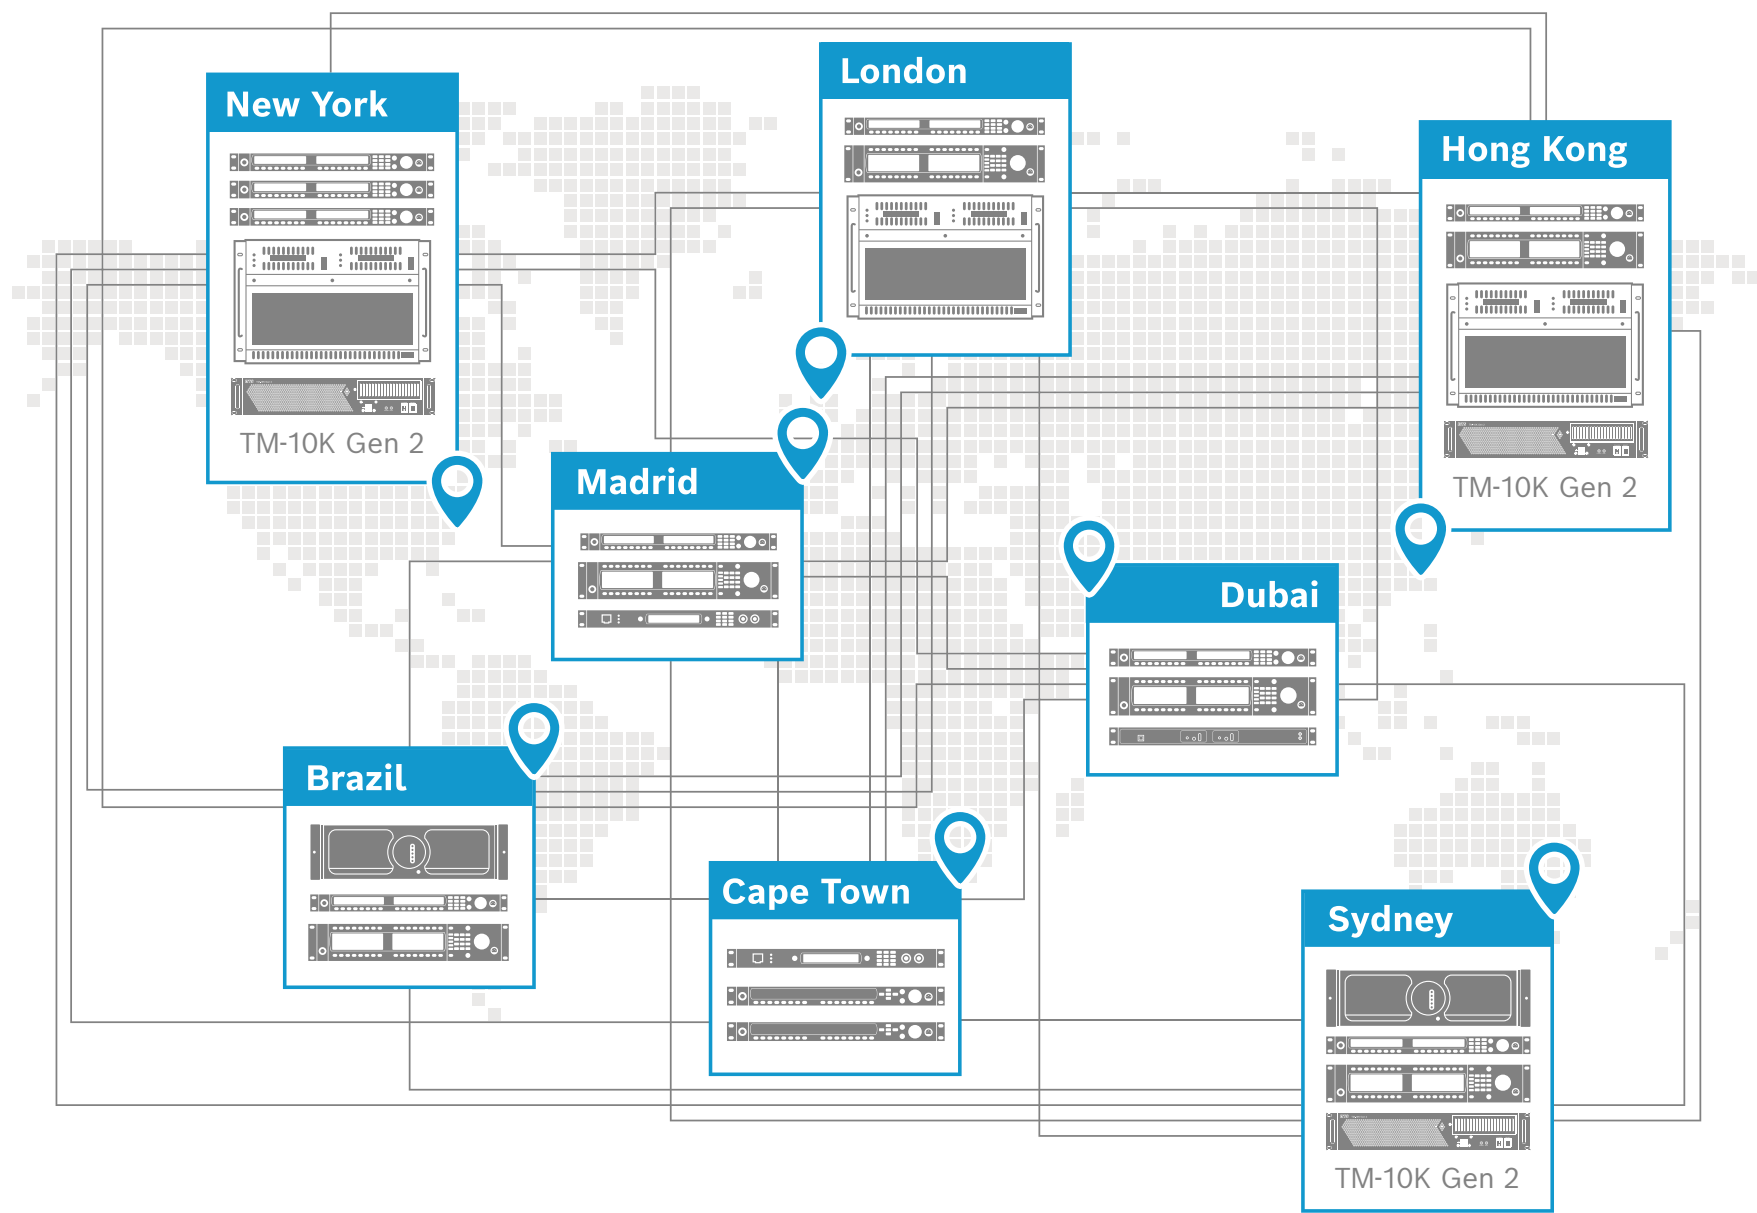 London
New York
Hong Kong
TM-10K Gen 2
Madrid
TM-10K Gen 2
Dubai
Brazil
Cape Town
Sydney
TM-10K Gen 2